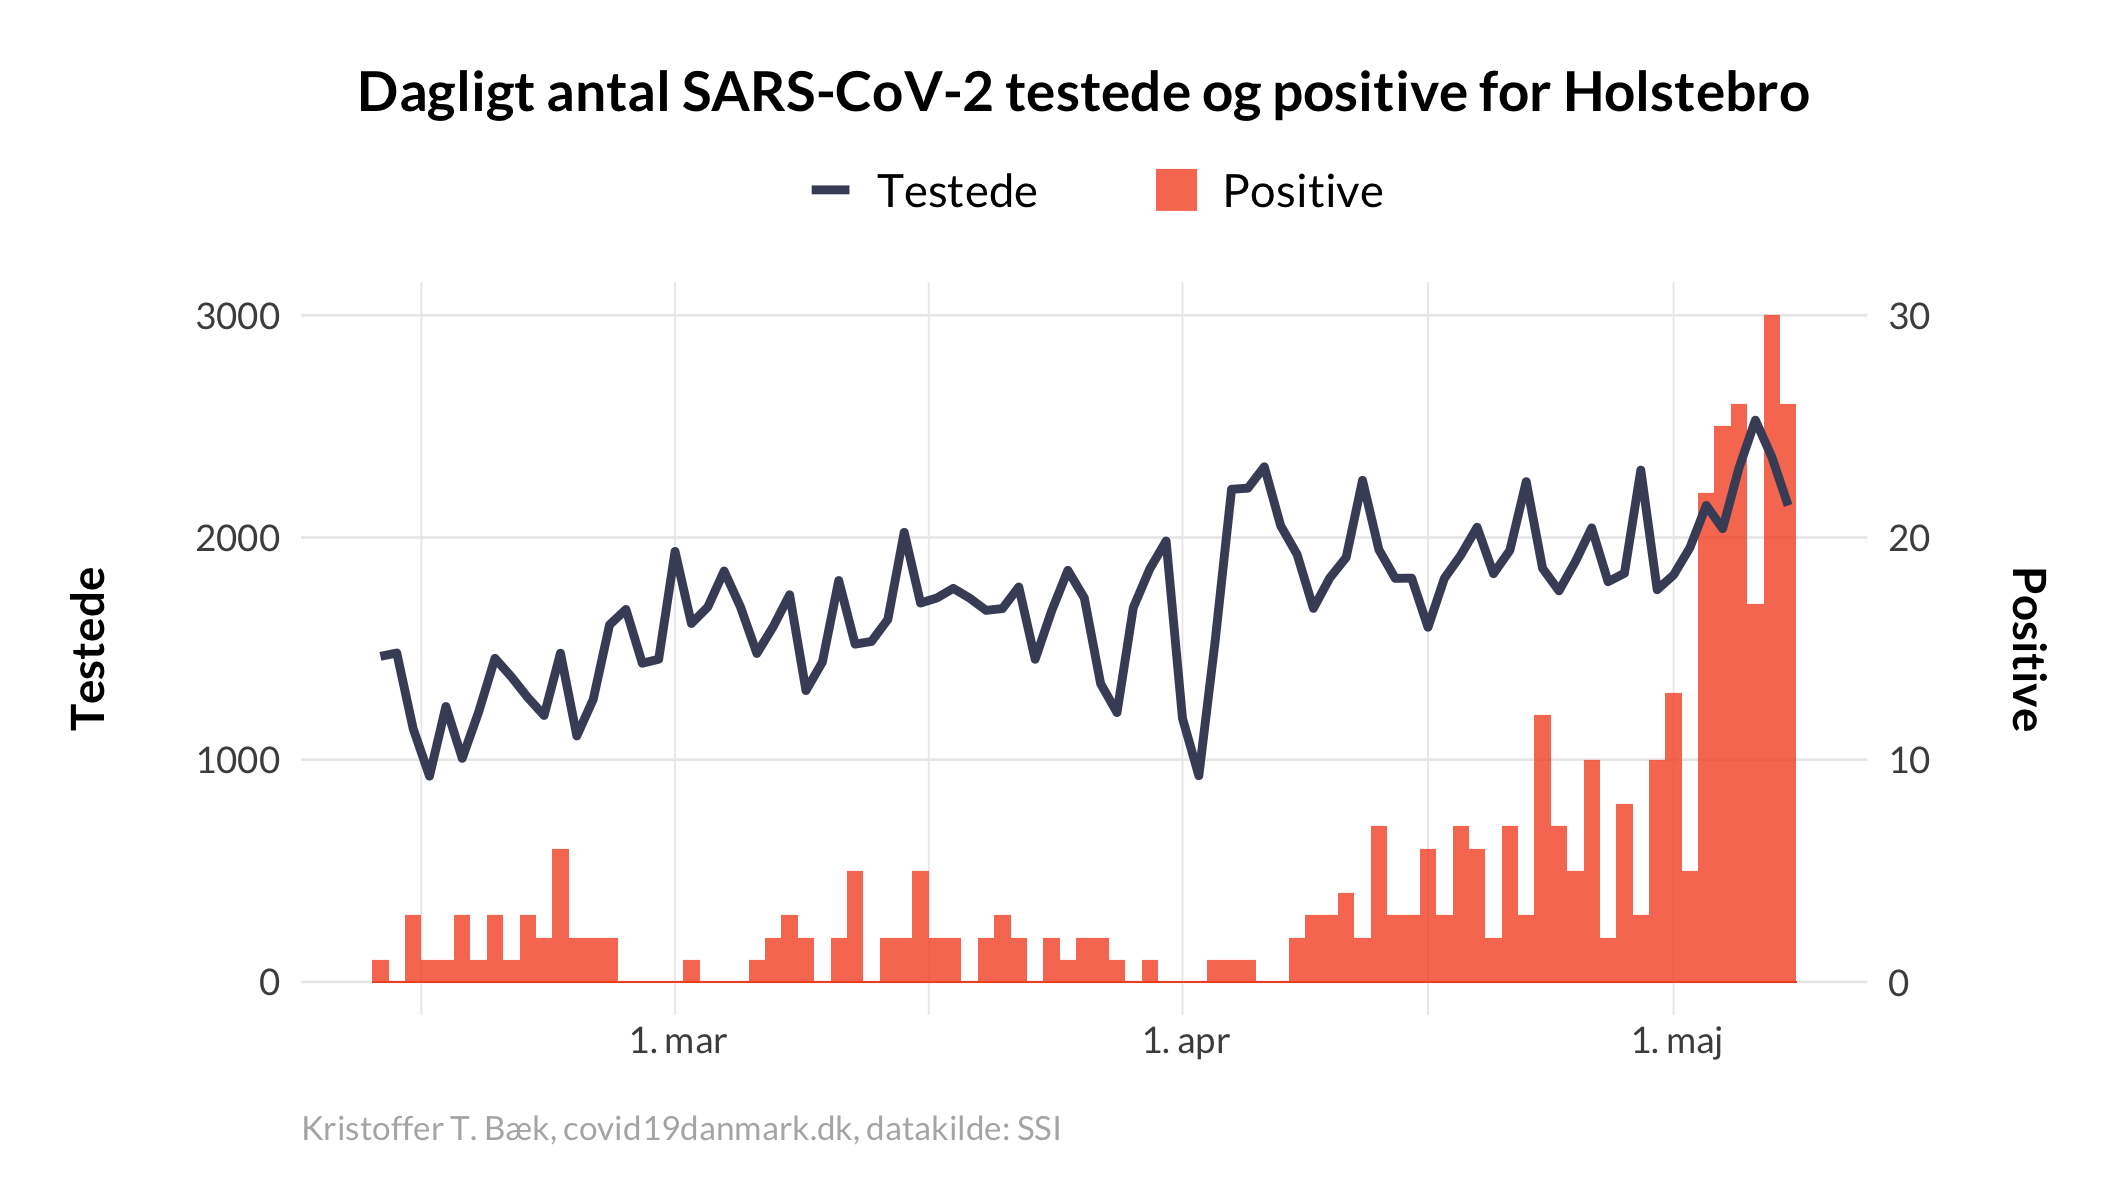 Dagligt antal SARS-CoV-2 testede og positive for Holstebro
Testede
Positive
3000
2000
1000
0
Testede
30
20
10
0
Positive
1. mar
1. apr
1. maj
Kristoffer T. Bæk, covid19danmark.dk, datakilde: SSI